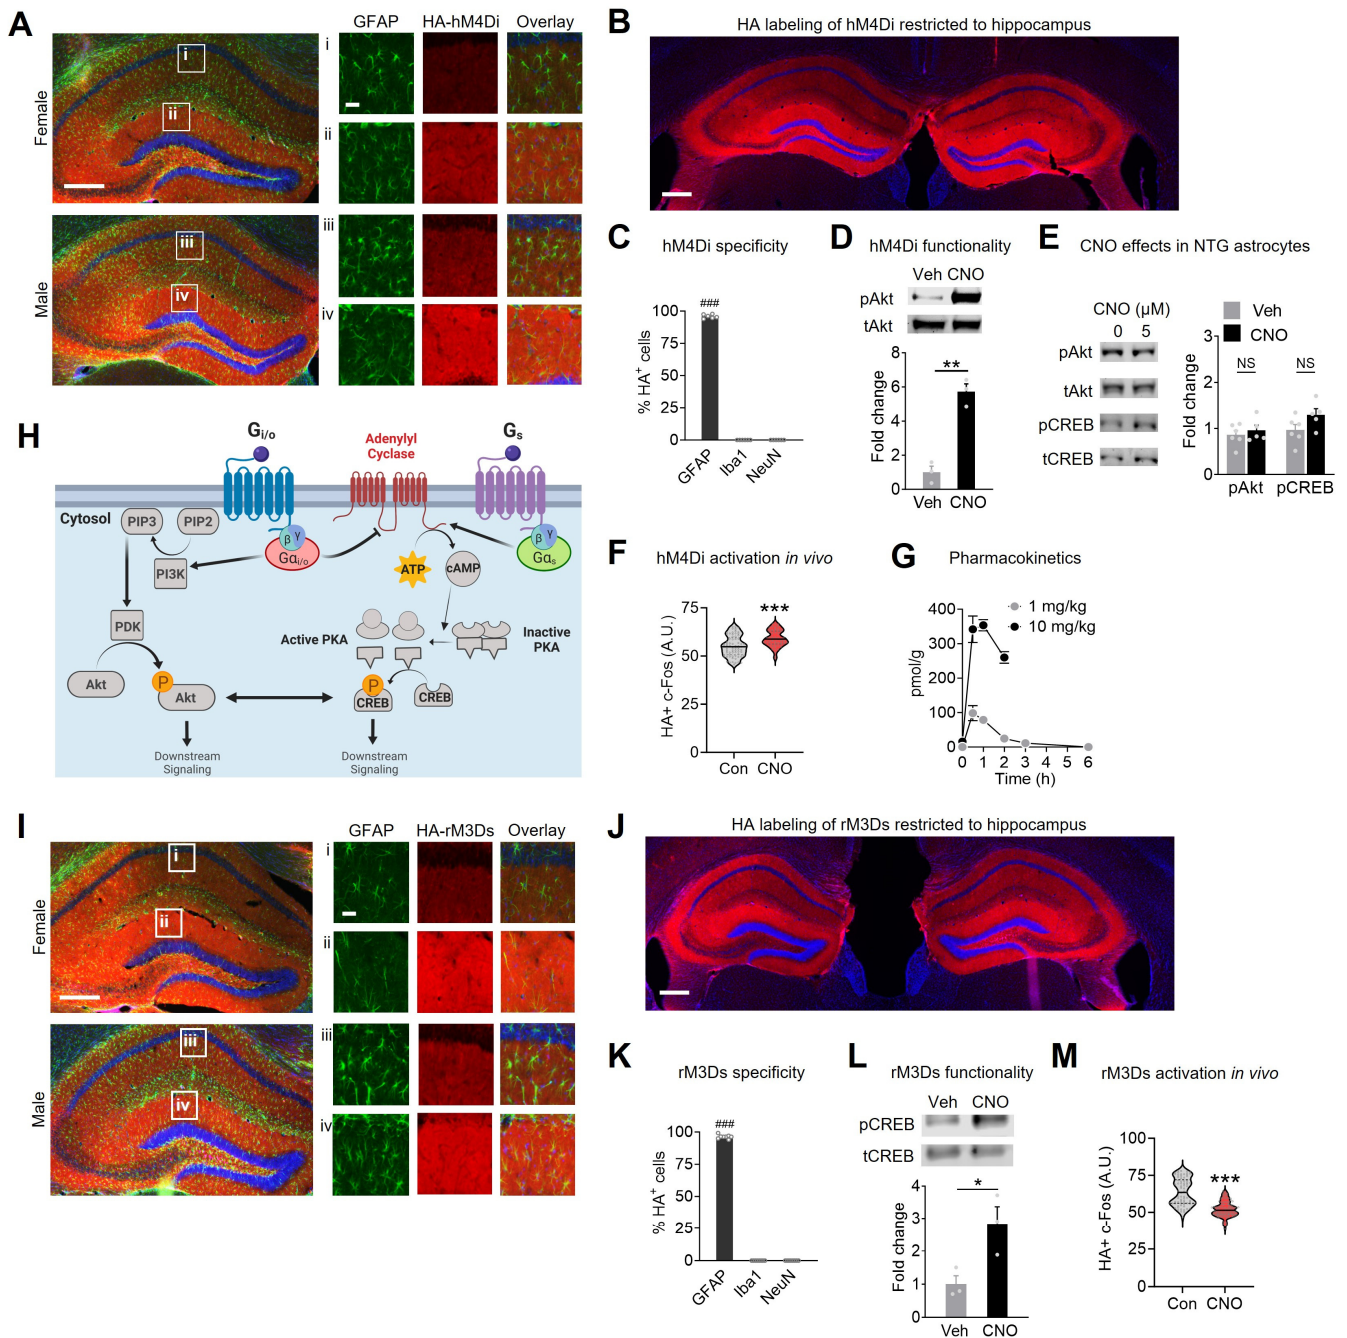 A
GFAP
HA-hM4Di
Overlay
Female
Male
i
ii
iii
iv
i
ii
iii
iv
B
HA labeling of hM4Di restricted to hippocampus
C
hM4Di specificity
% HA+ cells
100
75
50
25
0
###
GFAP
Iba1
NeuN
D
hM4Di functionality
Veh CNO
pAkt
tAkt
Fold change
8
6
4
2
0
**
Veh
CNO
E
CNO effects in NTG astrocytes
CNO (µM)
0 5
pAkt
tAkt
pCREB
tCREB
Veh
CNO
Fold change
3
2
1
0
NS
NS
pAkt pCREB
H
Gi/o
Adenylyl
Cyclase
Gs
Cytosol
PIP3
PIP2
PI3K
β γ
Gαi/o
β γ
Gαs
ATP
cAMP
PDK
Active PKA
Inactive
PKA
Akt
P
Akt
P
CREB
CREB
Downstream
Signaling
Downstream
Signaling
F
hM4Di activation in vivo
HA+ c-Fos (A.U.)
75
50
25
0
***
Con CNO
G
Pharmacokinetics
1 mg/kg
10 mg/kg
pmol/g
400
300
200
100
0
0 1 2 3 4 5 6
Time (h)
I
GFAP
HA-rM3Ds
Overlay
Female
Male
i
ii
iii
iv
i
ii
iii
iv
J
HA labeling of rM3Ds restricted to hippocampus
K
rM3Ds specificity
% HA+ cells
100
75
50
25
0
###
GFAP
Iba1
NeuN
L
rM3Ds functionality
Veh CNO
pCREB
tCREB
Fold change
4
3
2
1
0
*
Veh CNO
M
rM3Ds activation in vivo
HA+ c-Fos (A.U.)
100
75
50
25
0
***
Con CNO